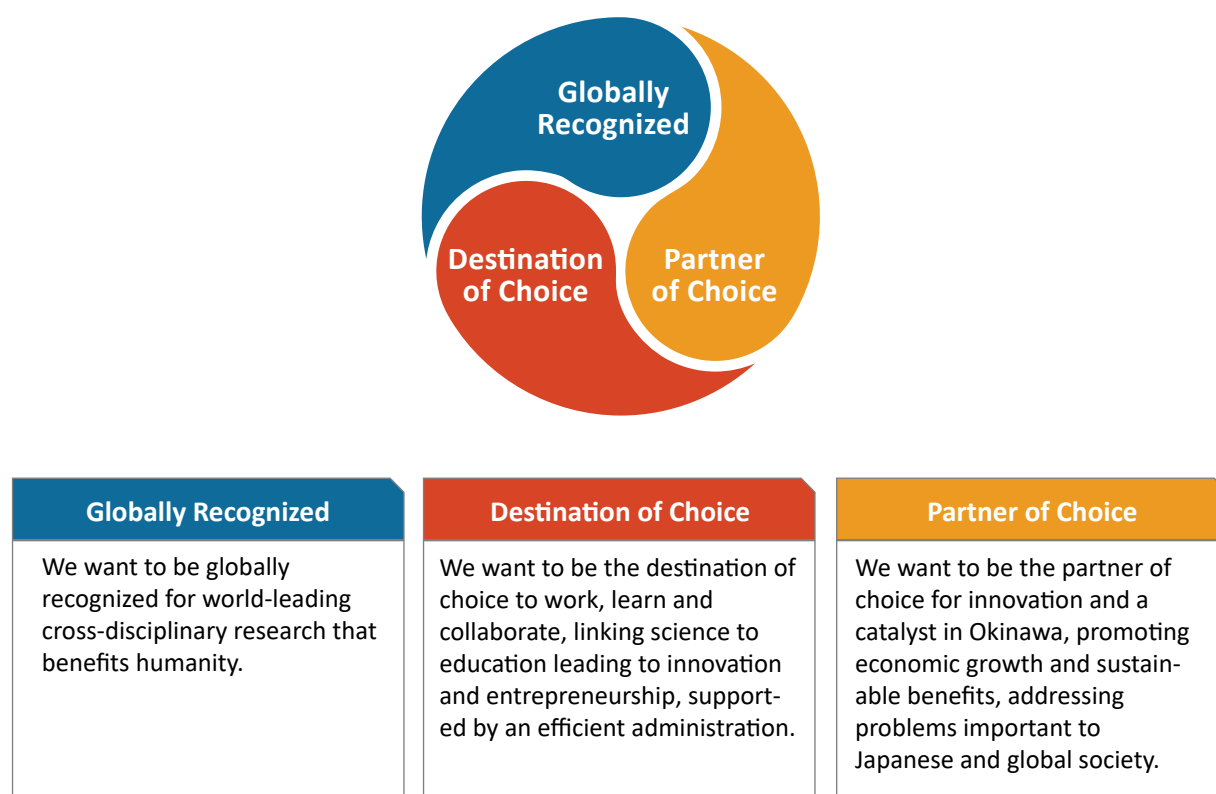 Globally
Recognized
Destination
of Choice
Partner
of Choice
Globally Recognized
We want to be globally
recognized for world-leading
cross-disciplinary research that
benefits humanity.
Destination of Choice
We want to be the destination of
choice to work, learn and
collaborate, linking science to
education leading to innovation
and entrepreneurship, support-
ed by an efficient administration.
Partner of Choice
We want to be the partner of
choice for innovation and a
catalyst in Okinawa, promoting
economic growth and sustain-
able benefits, addressing
problems important to
Japanese and global society.